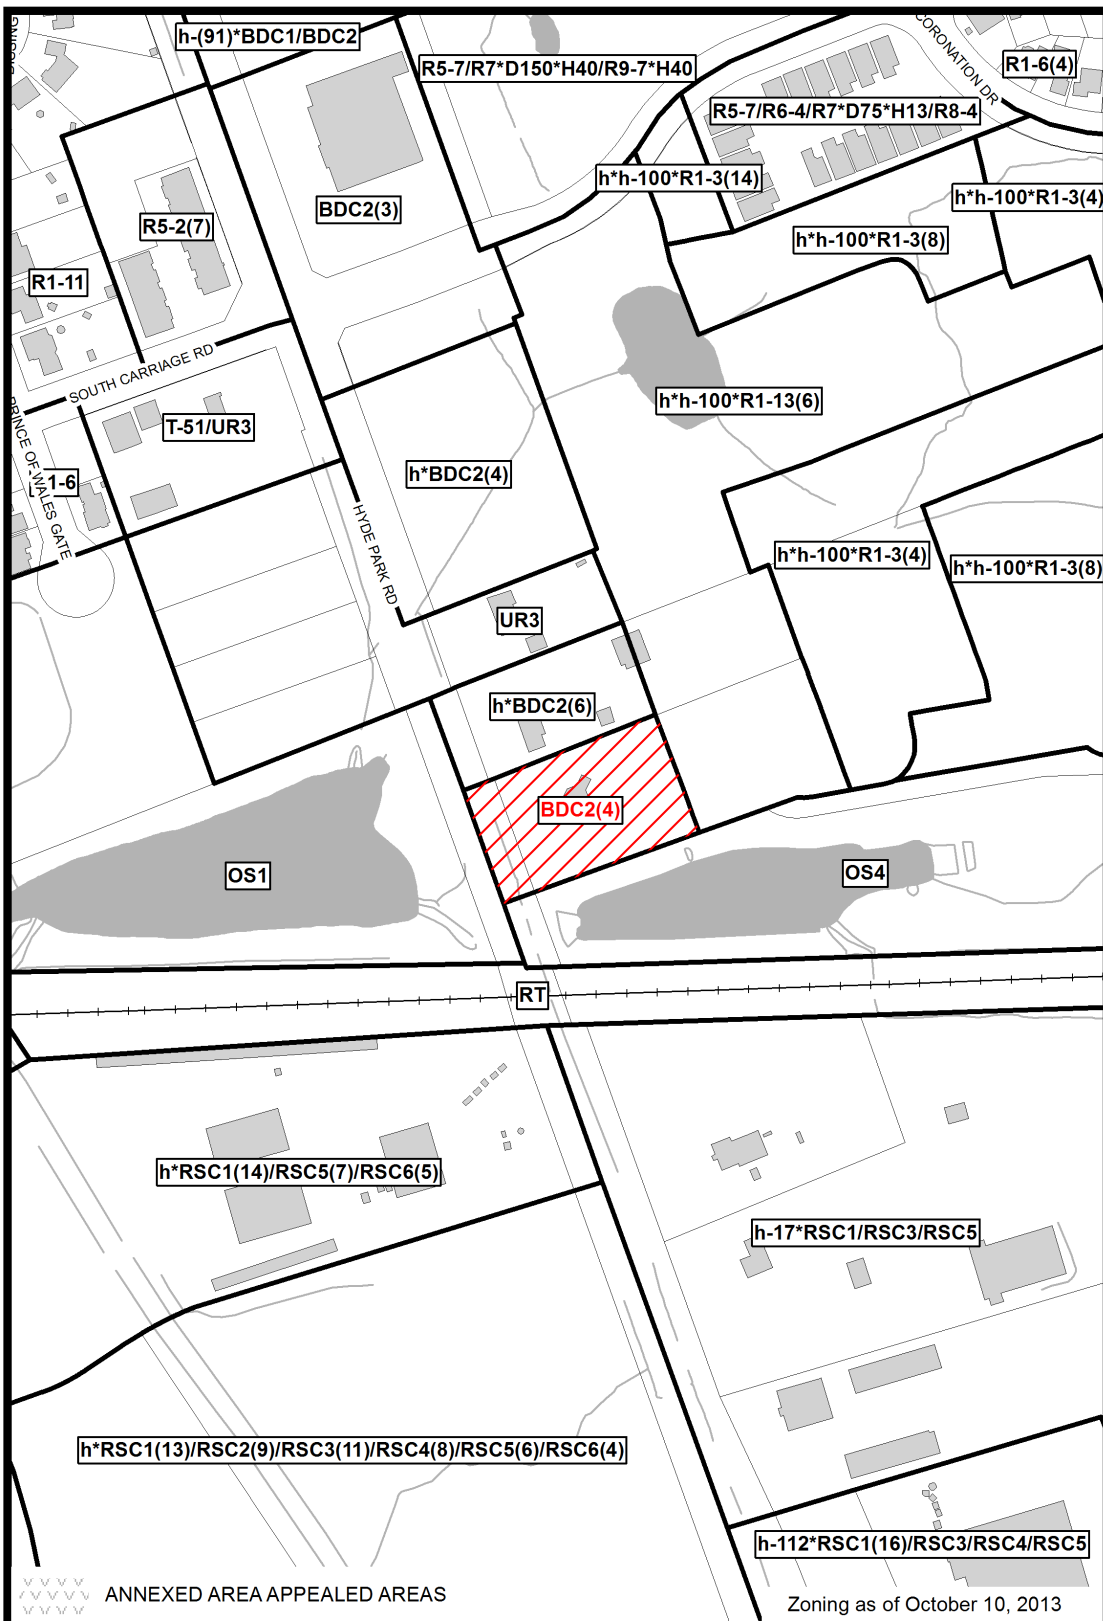 h-(91)*BDC1/BDC2
R5-7/R7*D150*H40/R9-7*H40
CORONATION DR
R1-6(4)
R5-7/R6-4/R7*D75*H13/R8-4
h*h-100*R1-3(14)
h*h-100*R1-3(4)
BDC2(3)
R5-2(7)
h*h-100*R1-3(8)
R1-11
SOUTH CARRIAGE RD
h*h-100*R1-13(6)
T-51/UR3
PRINCE OF WALES GATE
h*BDC2(4)
HYDE PARK RD
h*h-100*R1-3(4)
h*h-100*R1-3(8)
UR3
h*BDC2(6)
BDC2(4)
OS1
OS4
RT
h*RSC1(14)/RSC5(7)/RSC6(5)
h-17*RSC1/RSC3/RSC5
h*RSC1(13)/RSC2(9)/RSC3(11)/RSC4(8)/RSC5(6)/RSC6(4)
h-112*RSC1(16)/RSC3/RSC4/RSC5
ANNEXED AREA APPEALED AREAS
Zoning as of October 10, 2013